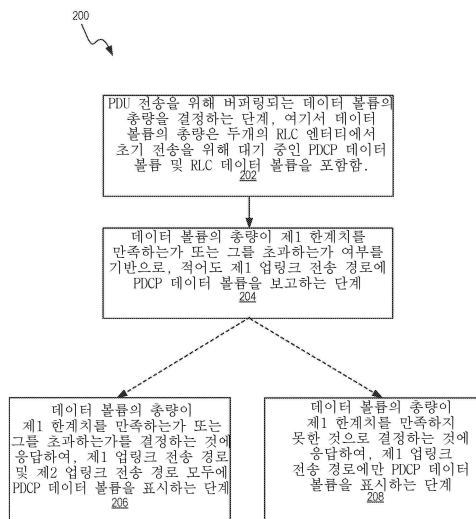 200
PDU 전송을 위해 버퍼링되는 데이터 볼륨의
총량을 결정하는 단계, 여기서 데이터
볼륨의 총량은 두개의 RLC 엔터티에서
초기 전송을 위해 대기 중인 PDCP 데이터
볼륨 및 RLC 데이터 볼륨을 포함함.
202
데이터 볼륨의 총량이 제1 한계치를
만족하는가 또는 그를 초과하는가 여부를
기반으로, 적어도 제1 업링크 전송 경로에
PDCP 데이터 볼륨을 보고하는 단계
204
데이터 볼륨의 총량이
제1 한계치를 만족하는가 또는
그를 초과하는가를 결정하는 것에
응답하여, 제1 업링크 전송 경로
및 제2 업링크 전송 경로 모두에
PDCP 데이터 볼륨을 표시하는 단계
206
데이터 볼륨의 총량이
제1 한계치를 만족하지
못한 것으로 결정하는 것에
응답하여, 제1 업링크
전송 경로에만 PDCP 데이터
볼륨을 표시하는 단계
208